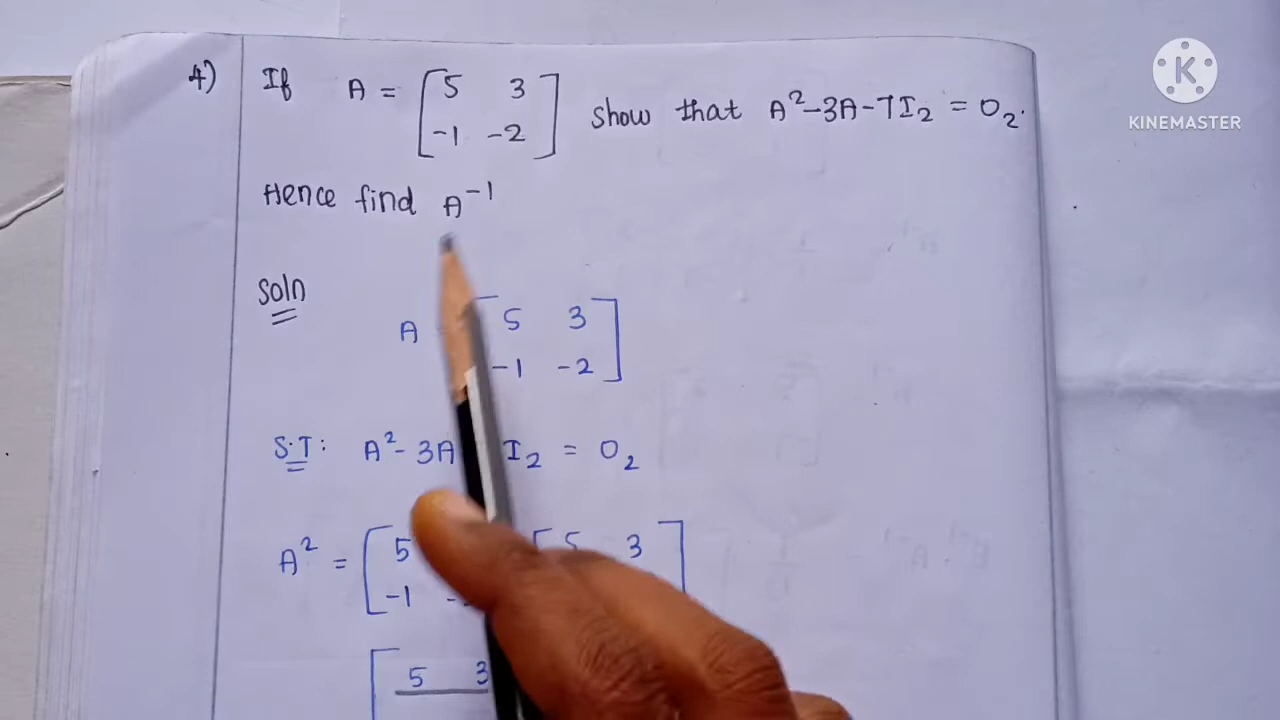 4) If A = [5 3 show that A²-3A-7I₂ = O₂.
-1 -2]
Hence find A⁻¹
Soln
A [5 3
-1 -2]
S.T: A²-3A I₂ = O₂
A² = [5 [5 3
-1 ]
[5 3
K
KINEMASTER